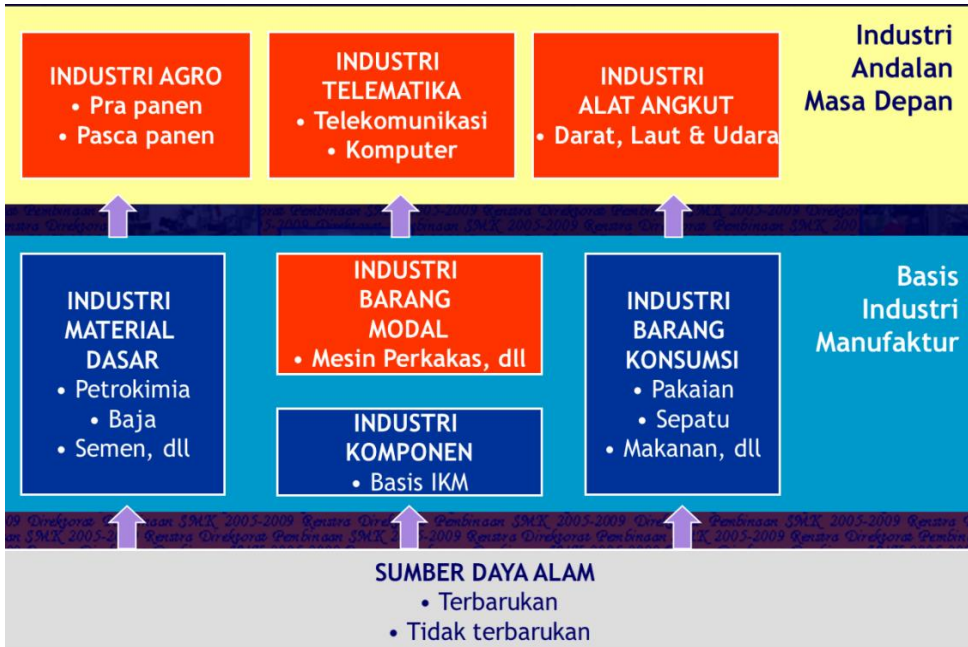 Industri
Andalan
Masa Depan
INDUSTRI AGRO
• Pra panen
• Pasca panen
INDUSTRI
TELEMATIKA
• Telekomunikasi
• Komputer
INDUSTRI
ALAT ANGKUT
• Darat, Laut & Udara
Basis
Industri
Manufaktur
INDUSTRI
MATERIAL
DASAR
• Petrokimia
• Baja
• Semen, dll
INDUSTRI
BARANG
MODAL
• Mesin Perkakas, dll
INDUSTRI
KOMPONEN
• Basis IKM
INDUSTRI
BARANG
KONSUMSI
• Pakaian
• Sepatu
• Makanan, dll
SUMBER DAYA ALAM
• Terbarukan
• Tidak terbarukan